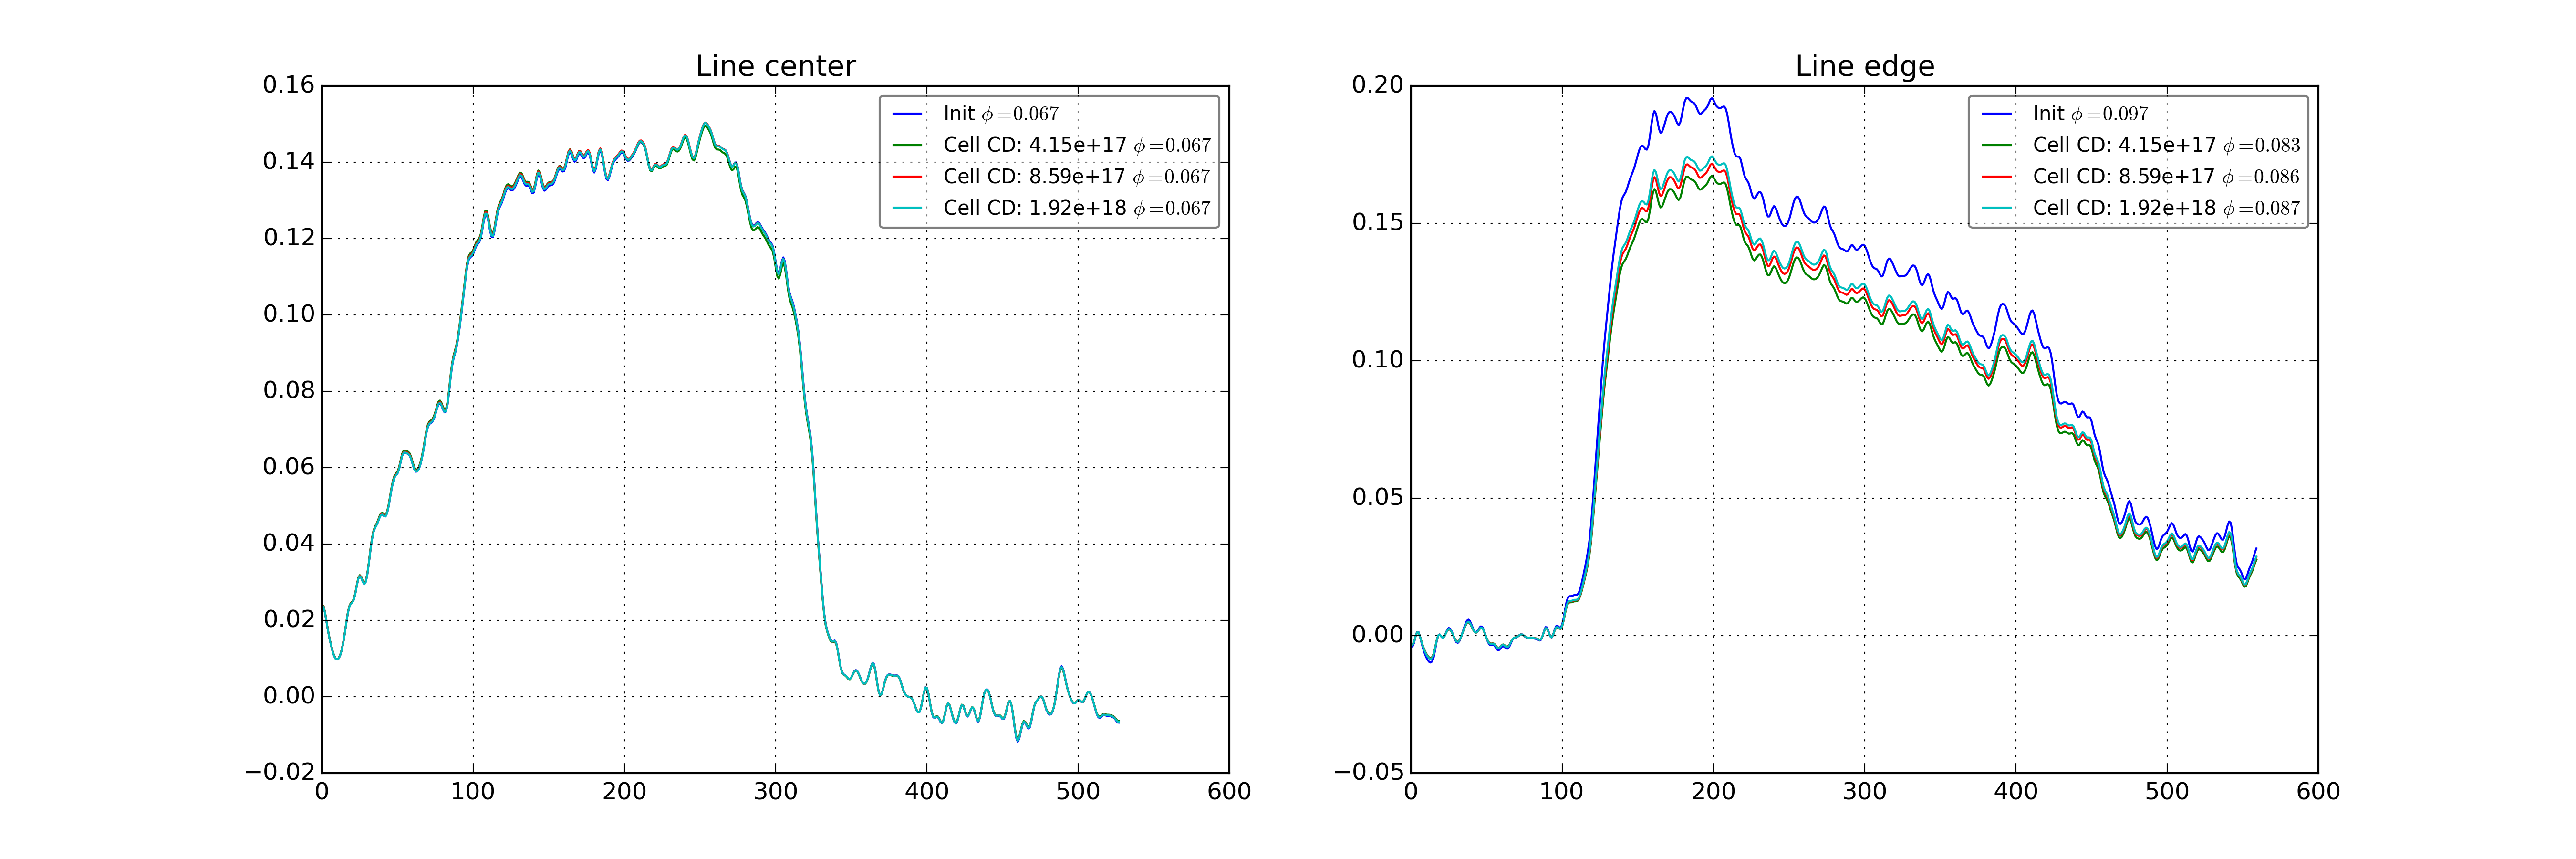 Line center
0.16
0.14
0.12
0.10
0.08
0.06
0.04
0.02
0.00
−0.02
0 100 200 300 400 500 600
Init ϕ=0.067
Cell CD: 4.15e+17 ϕ=0.067
Cell CD: 8.59e+17 ϕ=0.067
Cell CD: 1.92e+18 ϕ=0.067
Line edge
0.20
0.15
0.10
0.05
0.00
−0.05
0 100 200 300 400 500 600
Init ϕ=0.097
Cell CD: 4.15e+17 ϕ=0.083
Cell CD: 8.59e+17 ϕ=0.086
Cell CD: 1.92e+18 ϕ=0.087